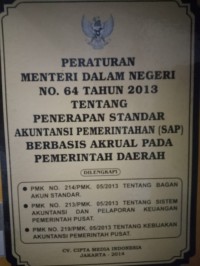 PERATURAN
MENTERI DALAM NEGERI
NO. 64 TAHUN 2013
TENTANG
PENERAPAN STANDAR
AKUNTANSI PEMERINTAHAN (SAP)
BERBASIS AKRUAL PADA
PEMERINTAH DAERAH
DILENGKAPI
PMK NO. 214/PMK. 05/2013 TENTANG BAGAN
AKUN STANDAR.
PMK NO. 213/PMK. 05/2013 TENTANG SISTEM
AKUNTANSI DAN PELAPORAN KEUANGAN
PEMERINTAH PUSAT.
PMK NO. 219/PMK. 05/2013 TENTANG KEBIJAKAN
AKUNTANSI PEMERINTAH PUSAT.
CV. CIPTA MEDIA INDONESIA
JAKARTA - 2014